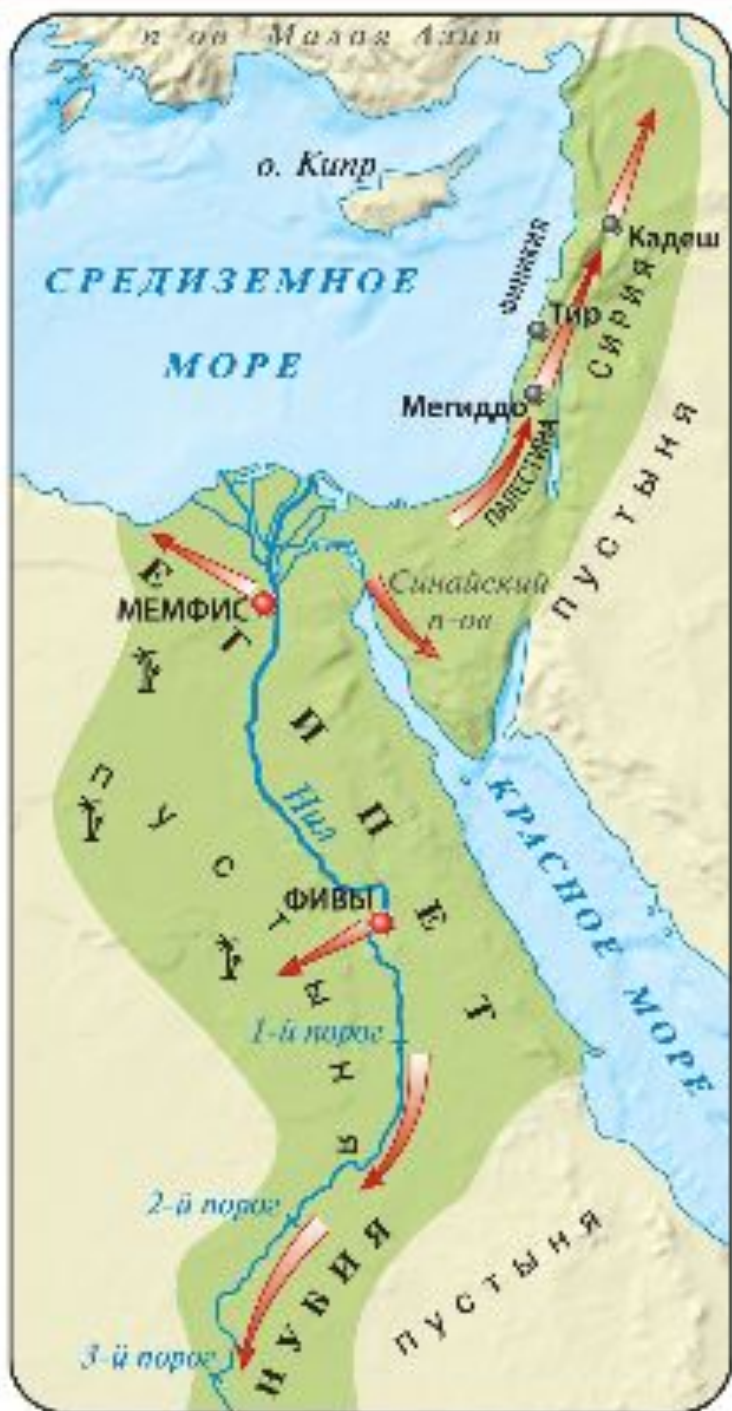 п-ов Малая Азия
о. Кипр
СРЕДИЗЕМНОЕ
МОРЕ
ФИНИКИЯ
Кадеш
Тир
СИРИЯ
Мегиддо
ПАЛЕСТИНА
ПУСТЫНЯ
Синайский
п-ов
МЕМФИС
ЕГИПЕТ
ПУСТЫНЯ
Нил
КРАСНОЕ МОРЕ
ФИВЫ
1-й порог
2-й порог
НУБИЯ
ПУСТЫНЯ
3-й порог